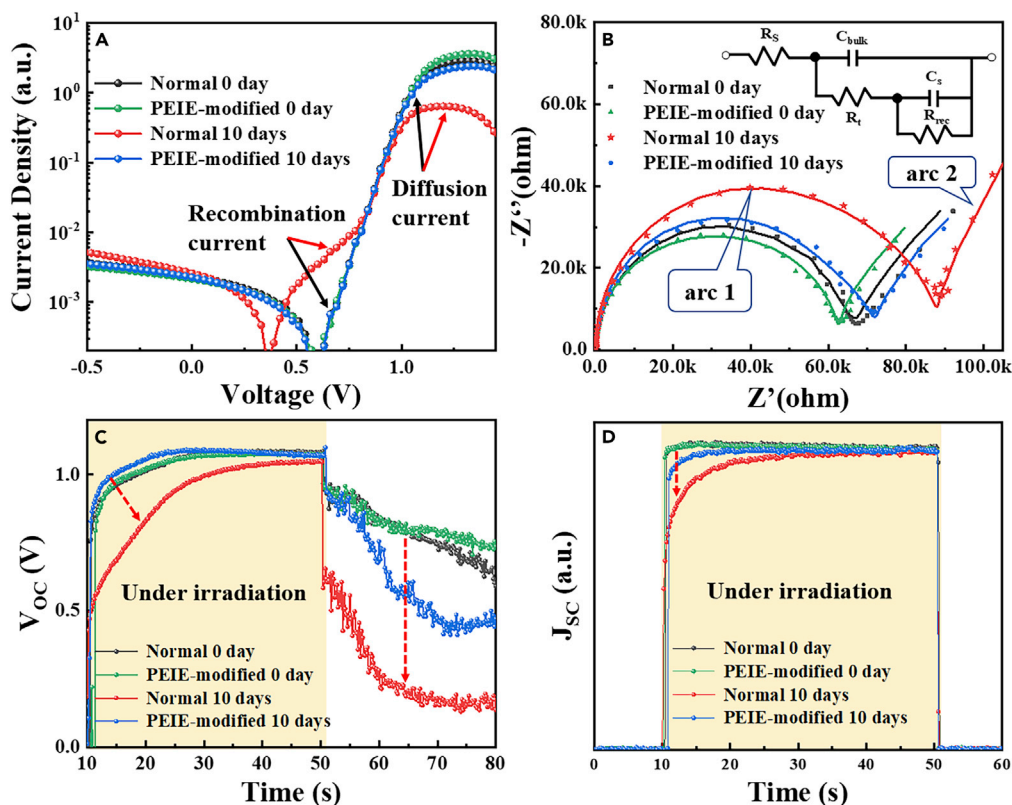 A
Current Density (a.u.)
10¹
10⁰
10⁻¹
10⁻²
10⁻³
Normal 0 day
PEIE-modified 0 day
Normal 10 days
PEIE-modified 10 days
Recombination
current
Diffusion
current
-0.5
0.0
0.5
1.0
Voltage (V)
B
-Z‘’(ohm)
80.0k
60.0k
40.0k
20.0k
0.0
Normal 0 day
PEIE-modified 0 day
Normal 10 days
PEIE-modified 10 days
R_S
C_bulk
C_s
R_t
R_rec
arc 2
arc 1
0.0
20.0k
40.0k
60.0k
80.0k
100.0k
Z’(ohm)
C
V_OC (V)
1.0
0.5
0.0
Under irradiation
Normal 0 day
PEIE-modified 0 day
Normal 10 days
PEIE-modified 10 days
10
20
30
40
50
60
70
80
Time (s)
D
J_SC (a.u.)
Under irradiation
Normal 0 day
PEIE-modified 0 day
Normal 10 days
PEIE-modified 10 days
0
10
20
30
40
50
60
Time (s)